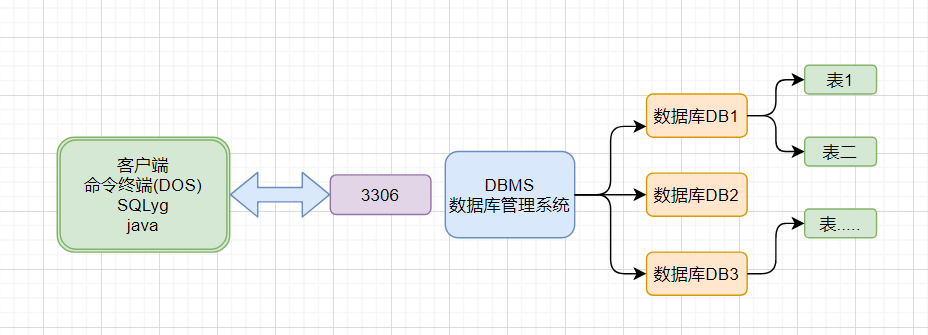 客户端
命令终端(DOS)
SQLyg
java
3306
DBMS
数据库管理系统
数据库DB1
数据库DB2
数据库DB3
表1
表二
表.....